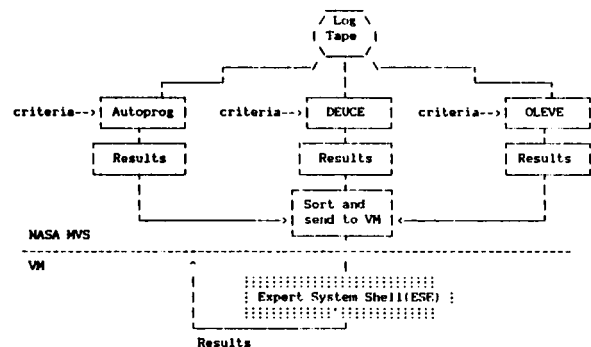 Log
Tape
criteria--> Autoprog criteria--> DEUCE criteria--> OLEVE
Results Results Results
Sort and
send to VM
NASA MVS
VM
Expert System Shell(ESE)
Results